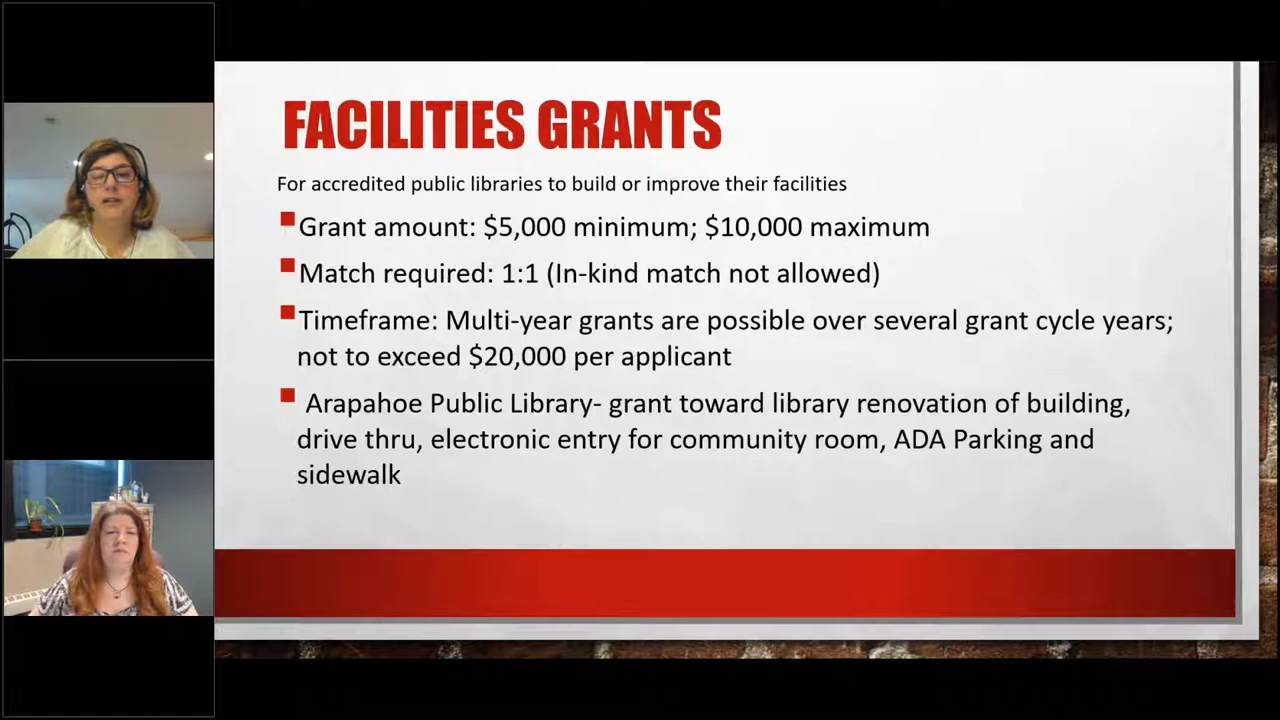 FACILITIES GRANTS
For accredited public libraries to build or improve their facilities
Grant amount: $5,000 minimum; $10,000 maximum
Match required: 1:1 (In-kind match not allowed)
Timeframe: Multi-year grants are possible over several grant cycle years;
not to exceed $20,000 per applicant
Arapahoe Public Library- grant toward library renovation of building,
drive thru, electronic entry for community room, ADA Parking and
sidewalk